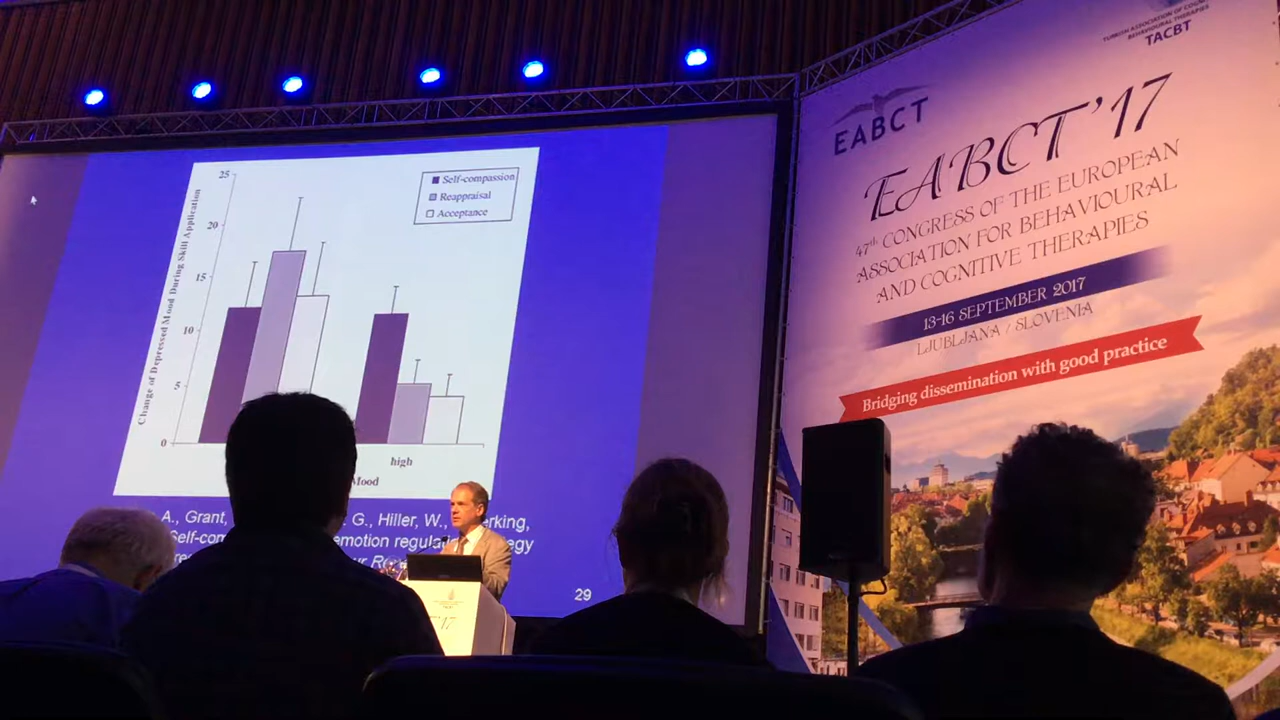 25
20
15
10
5
0
Change of Depressed Mood During Skill Application
Self-compassion
Reappraisal
Acceptance
high
Mood
A., Grant, G., Hiller, W., erking,
Self-com emotion regula egy
29
'17
TURKISH ASSOCIATION OF
BEHAVIOURAL THERAPIES
TACBT
EABCT
EABCT'17
47th CONGRESS OF THE EUROPEAN
ASSOCIATION FOR BEHAVIOURAL
AND COGNITIVE THERAPIES
13-16 SEPTEMBER 2017
LJUBLJANA / SLOVENIA
Bridging dissemination with good practice